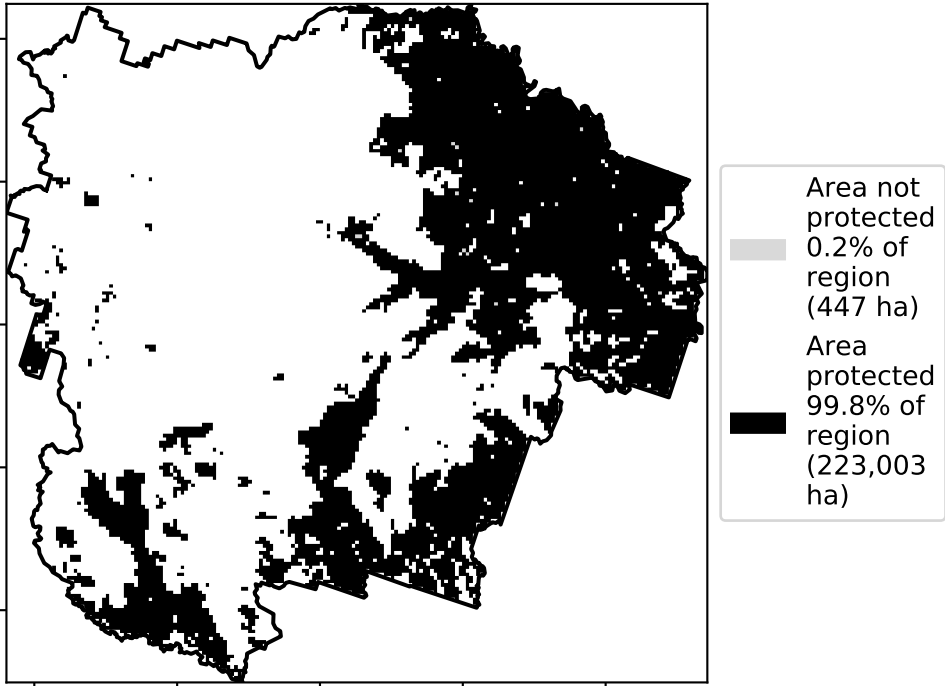 Area not
protected
0.2% of
region
(447 ha)
Area
protected
99.8% of
region
(223,003
ha)